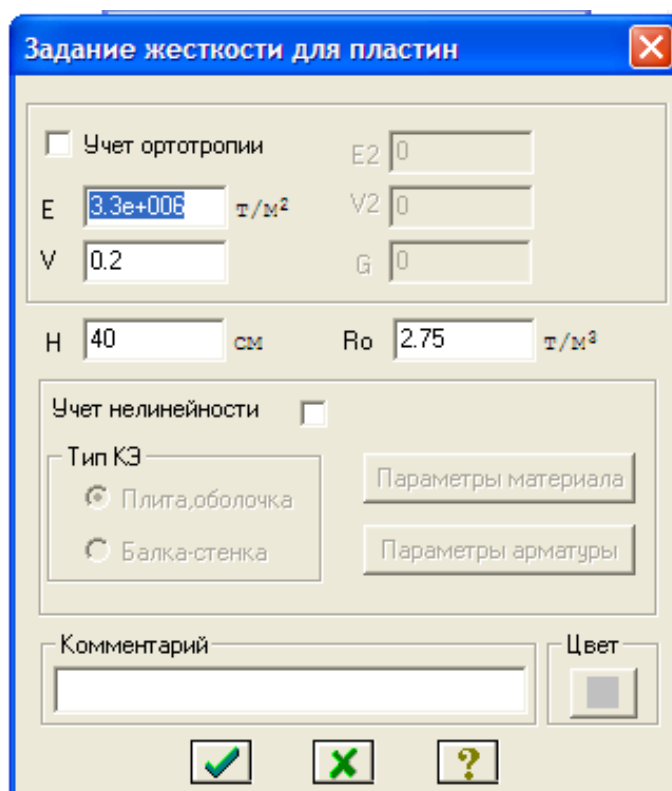 Задание жесткости для пластин
Учет ортотропии
E2 0
E 3.3e+006 т/м²
V2 0
V 0.2
G 0
H 40 см Ro 2.75 т/м³
Учет нелинейности
Тип КЭ
Плита,оболочка
Параметры материала
Балка-стенка
Параметры арматуры
Комментарий
Цвет
?